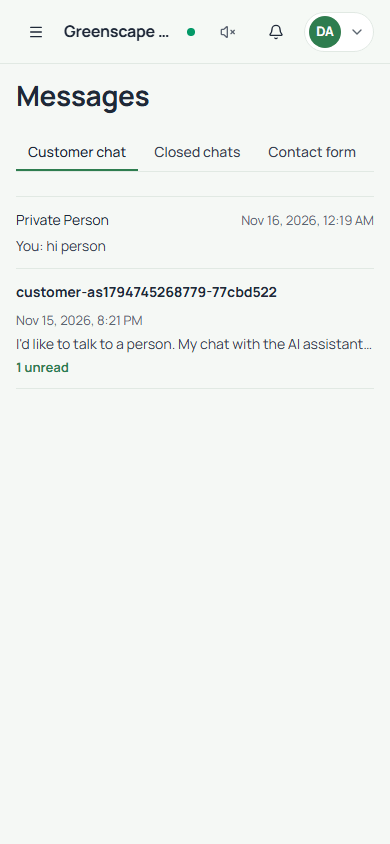 Greenscape ...
DA
Messages
Customer chat Closed chats Contact form
Private Person Nov 16, 2026, 12:19 AM
You: hi person
customer-as1794745268779-77cbd522
Nov 15, 2026, 8:21 PM
I'd like to talk to a person. My chat with the AI assistant...
1 unread